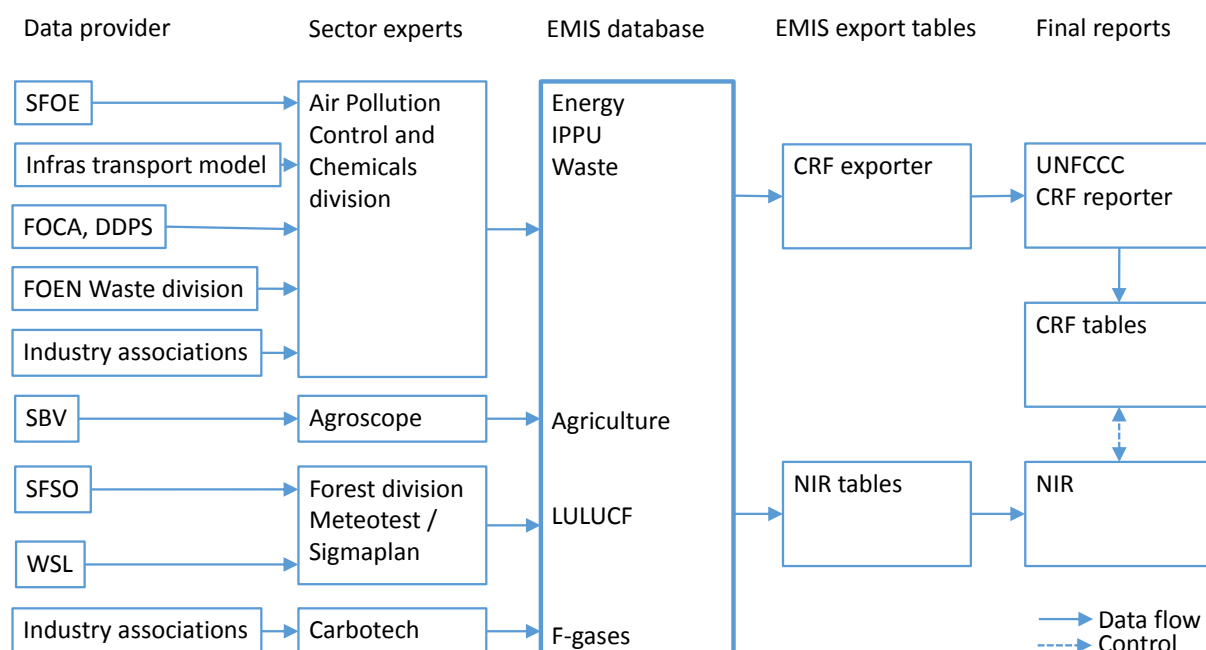 Data provider
Sector experts
EMIS database
EMIS export tables
Final reports
SFOE
Infras transport model
FOCA, DDPS
FOEN Waste division
Industry associations
SBV
SFSO
WSL
Industry associations
Air Pollution
Control and
Chemicals
division
Agroscope
Forest division
Meteotest /
Sigmaplan
Carbotech
Energy
IPPU
Waste
Agriculture
LULUCF
F-gases
CRF exporter
NIR tables
UNFCCC
CRF reporter
CRF tables
NIR
Data flow
Control